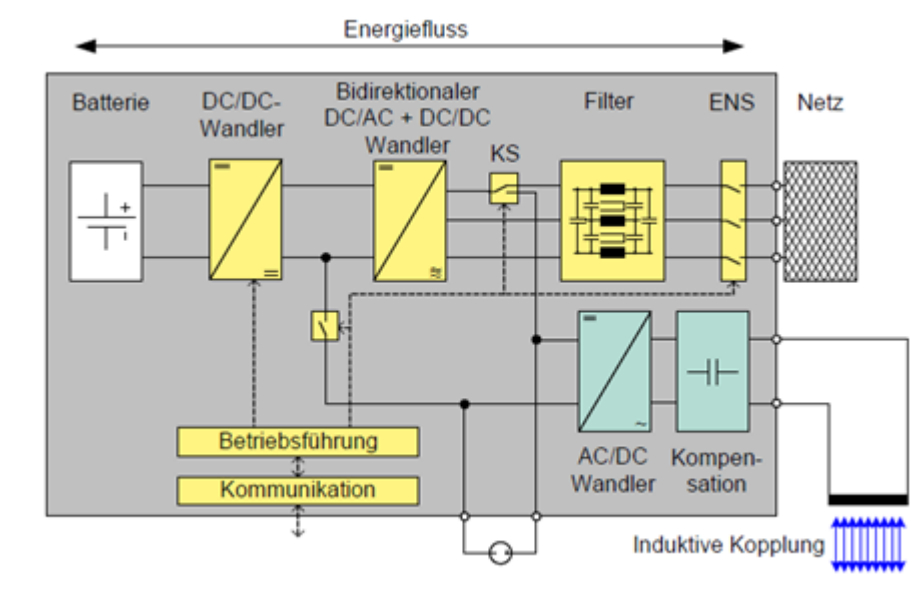 Energiefluss
Batterie
DC/DC-
Wandler
Bidirektionaler
DC/AC + DC/DC
Wandler
KS
Filter
ENS
Netz
Betriebsführung
Kommunikation
AC/DC
Wandler
Kompen-
sation
Induktive Kopplung